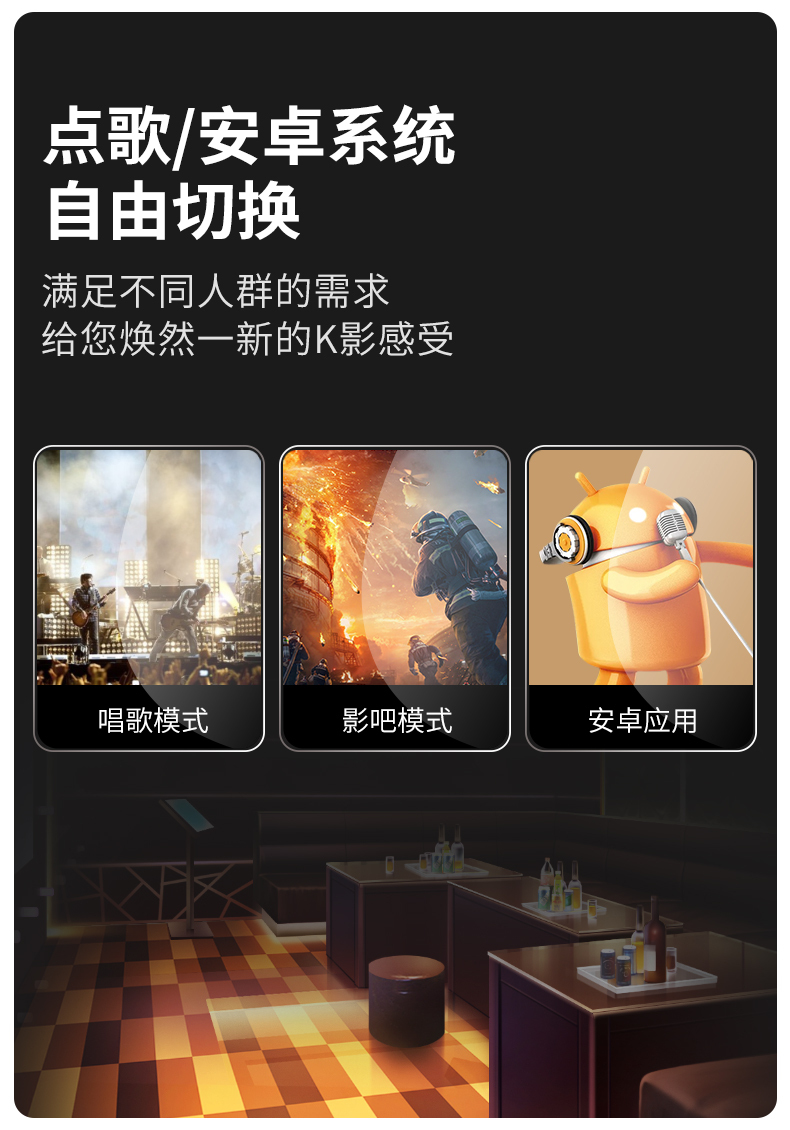 点歌/安卓系统
自由切换
满足不同人群的需求
给您焕然一新的K影感受
唱歌模式
影吧模式
安卓应用